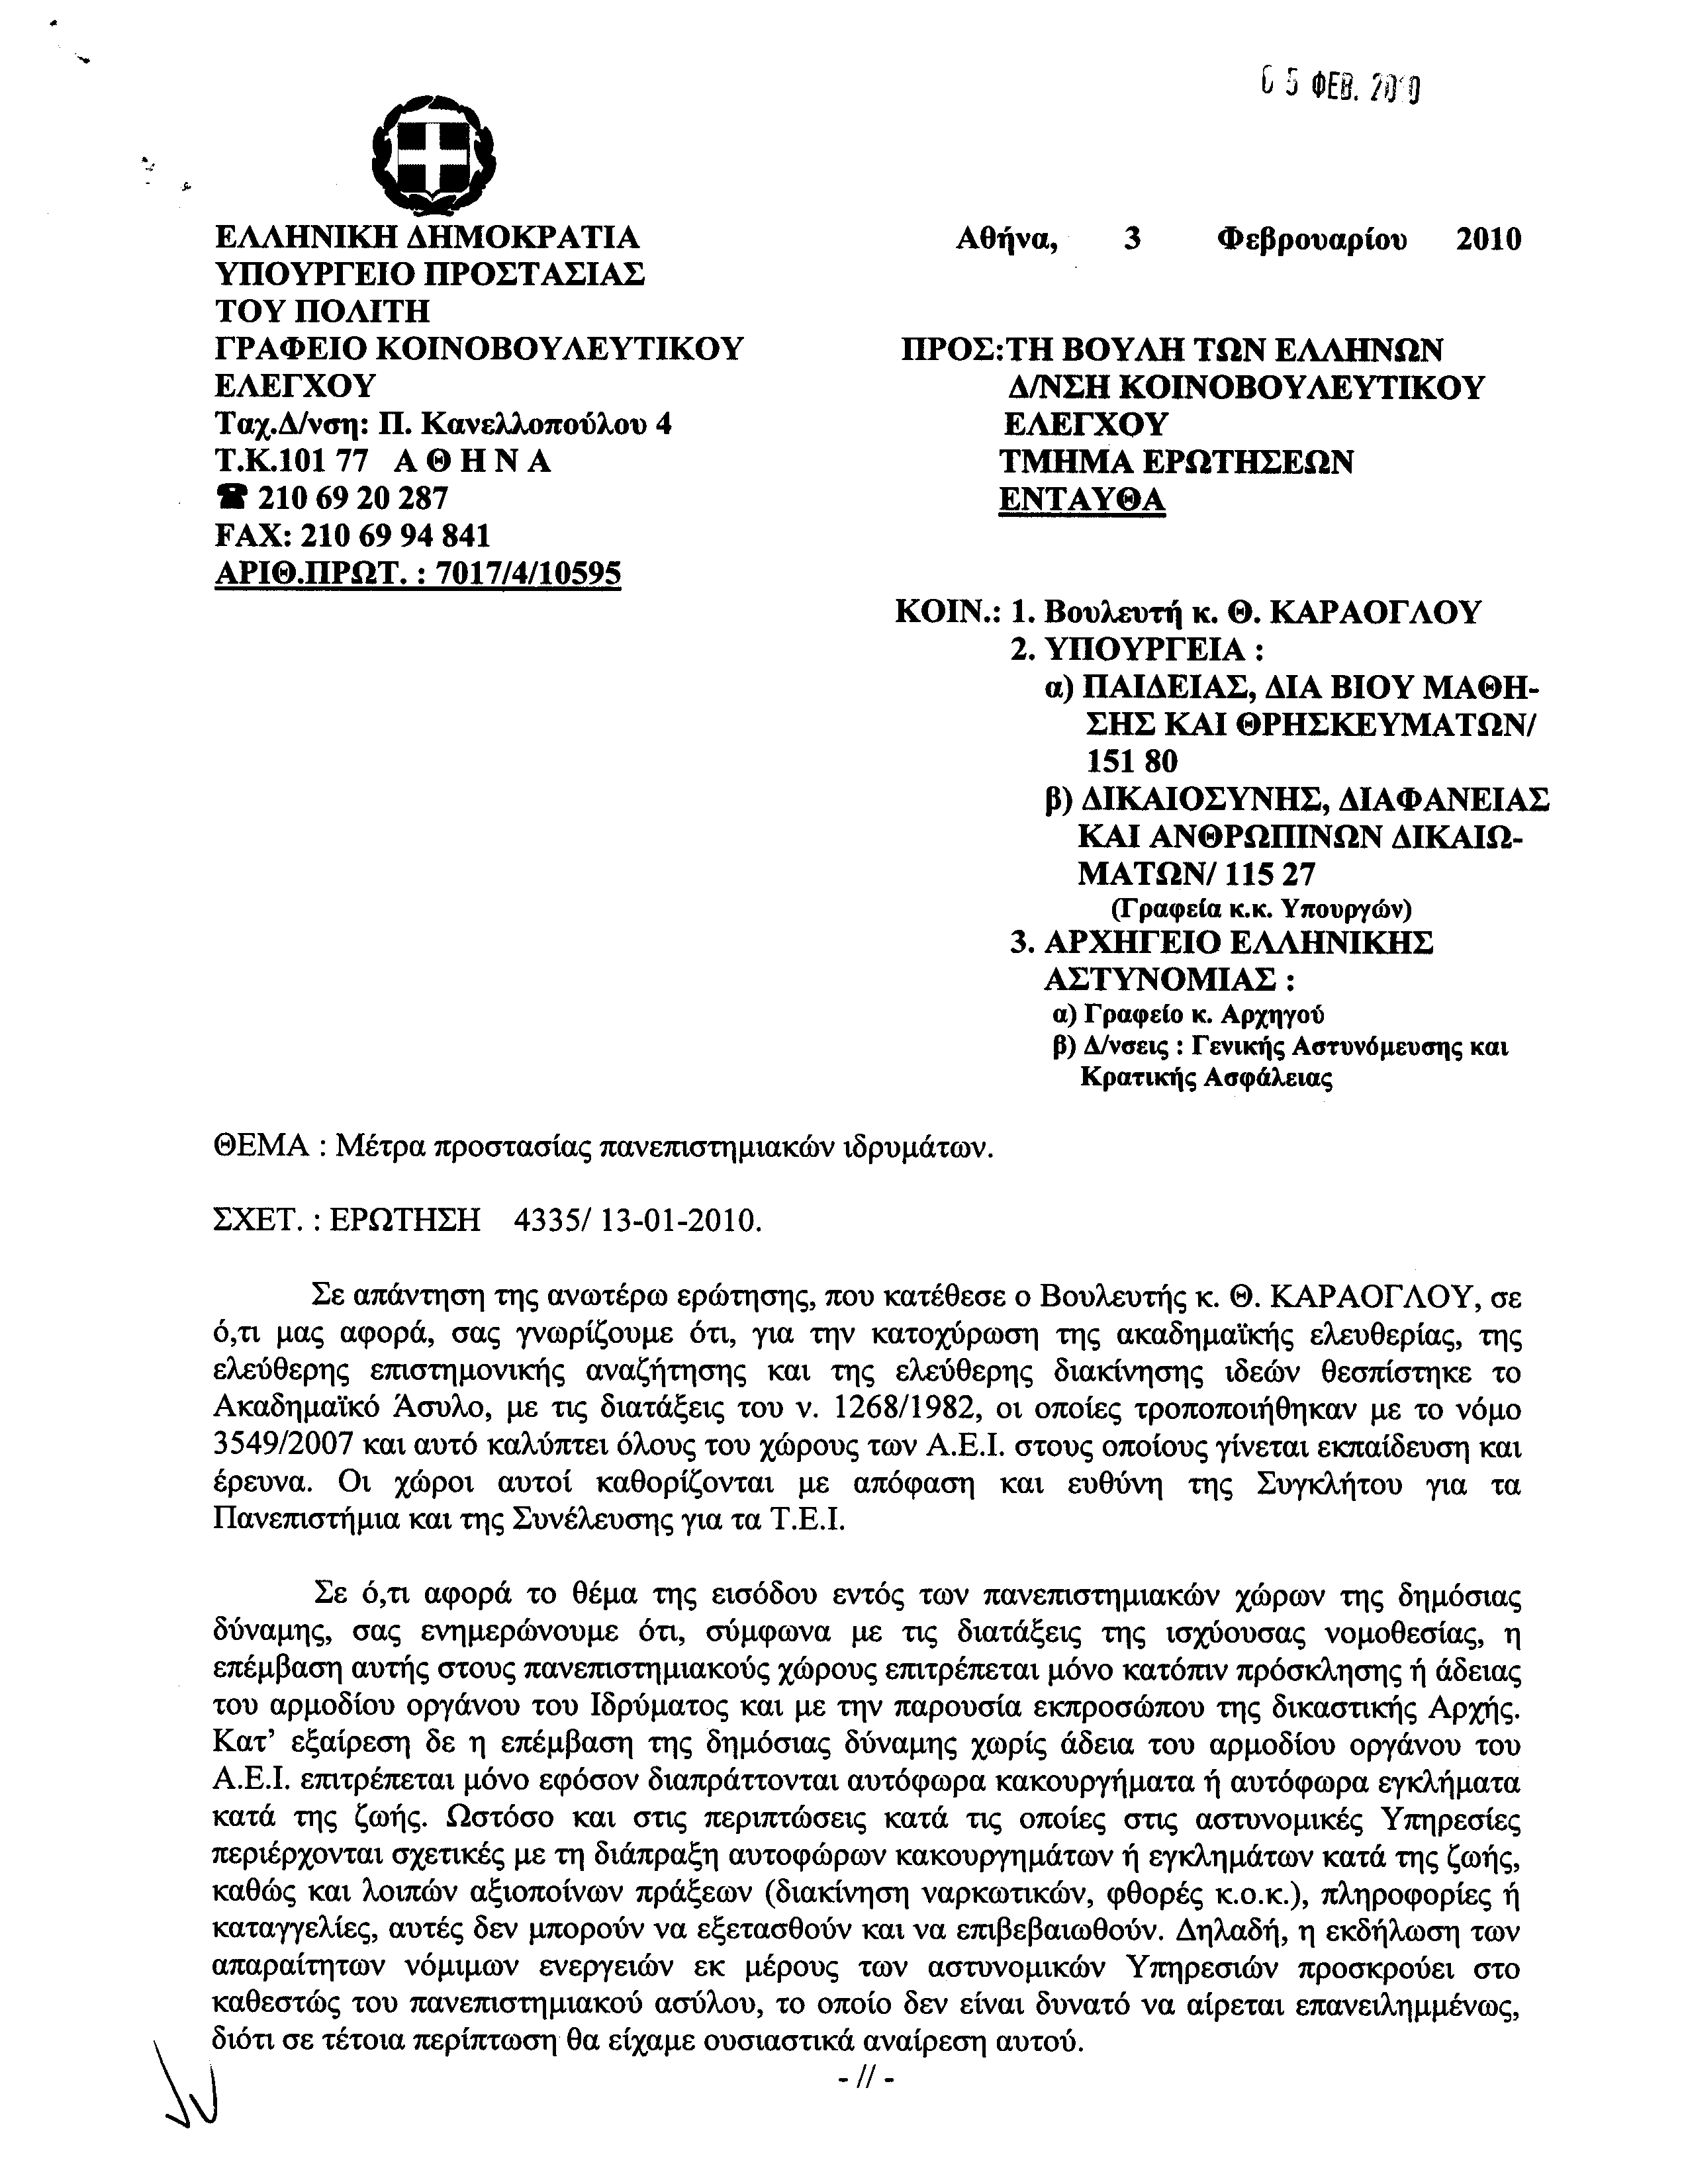 05 ΦΕΒ. 2010
ΕΛΛΗΝΙΚΗ ΔΗΜΟΚΡΑΤΙΑ
ΥΠΟΥΡΓΕΙΟ ΠΡΟΣΤΑΣΙΑΣ
ΤΟΥ ΠΟΛΙΤΗ
ΓΡΑΦΕΙΟ ΚΟΙΝΟΒΟΥΛΕΥΤΙΚΟΥ
ΕΛΕΓΧΟΥ
Ταχ.Δ/νση: Π. Κανελλοπούλου 4
Τ.Κ.101 77 Α Θ Η Ν Α
☎ 210 69 20 287
FAX: 210 69 94 841
ΑΡΙΘ.ΠΡΩΤ. : 7017/4/10595
Αθήνα, 3 Φεβρουαρίου 2010
ΠΡΟΣ:ΤΗ ΒΟΥΛΗ ΤΩΝ ΕΛΛΗΝΩΝ
Δ/ΝΣΗ ΚΟΙΝΟΒΟΥΛΕΥΤΙΚΟΥ
ΕΛΕΓΧΟΥ
ΤΜΗΜΑ ΕΡΩΤΗΣΕΩΝ
ΕΝΤΑΥΘΑ
ΚΟΙΝ.: 1. Βουλευτή κ. Θ. ΚΑΡΑΟΓΛΟΥ
2. ΥΠΟΥΡΓΕΙΑ :
α) ΠΑΙΔΕΙΑΣ, ΔΙΑ ΒΙΟΥ ΜΑΘΗ-
ΣΗΣ ΚΑΙ ΘΡΗΣΚΕΥΜΑΤΩΝ/
151 80
β) ΔΙΚΑΙΟΣΥΝΗΣ, ΔΙΑΦΑΝΕΙΑΣ
ΚΑΙ ΑΝΘΡΩΠΙΝΩΝ ΔΙΚΑΙΩ-
ΜΑΤΩΝ/ 115 27
(Γραφεία κ.κ. Υπουργών)
3. ΑΡΧΗΓΕΙΟ ΕΛΛΗΝΙΚΗΣ
ΑΣΤΥΝΟΜΙΑΣ :
α) Γραφείο κ. Αρχηγού
β) Δ/νσεις : Γενικής Αστυνόμευσης και
Κρατικής Ασφάλειας
ΘΕΜΑ : Μέτρα προστασίας πανεπιστημιακών ιδρυμάτων.
ΣΧΕΤ. : ΕΡΩΤΗΣΗ 4335/ 13-01-2010.
Σε απάντηση της ανωτέρω ερώτησης, που κατέθεσε ο Βουλευτής κ. Θ. ΚΑΡΑΟΓΛΟΥ, σε
ό,τι μας αφορά, σας γνωρίζουμε ότι, για την κατοχύρωση της ακαδημαϊκής ελευθερίας, της
ελεύθερης επιστημονικής αναζήτησης και της ελεύθερης διακίνησης ιδεών θεσπίστηκε το
Ακαδημαϊκό Άσυλο, με τις διατάξεις του ν. 1268/1982, οι οποίες τροποποιήθηκαν με το νόμο
3549/2007 και αυτό καλύπτει όλους του χώρους των Α.Ε.Ι. στους οποίους γίνεται εκπαίδευση και
έρευνα. Οι χώροι αυτοί καθορίζονται με απόφαση και ευθύνη της Συγκλήτου για τα
Πανεπιστήμια και της Συνέλευσης για τα Τ.Ε.Ι.
Σε ό,τι αφορά το θέμα της εισόδου εντός των πανεπιστημιακών χώρων της δημόσιας
δύναμης, σας ενημερώνουμε ότι, σύμφωνα με τις διατάξεις της ισχύουσας νομοθεσίας, η
επέμβαση αυτής στους πανεπιστημιακούς χώρους επιτρέπεται μόνο κατόπιν πρόσκλησης ή άδειας
του αρμοδίου οργάνου του Ιδρύματος και με την παρουσία εκπροσώπου της δικαστικής Αρχής.
Κατ’ εξαίρεση δε η επέμβαση της δημόσιας δύναμης χωρίς άδεια του αρμοδίου οργάνου του
Α.Ε.Ι. επιτρέπεται μόνο εφόσον διαπράττονται αυτόφωρα κακουργήματα ή αυτόφωρα εγκλήματα
κατά της ζωής. Ωστόσο και στις περιπτώσεις κατά τις οποίες στις αστυνομικές Υπηρεσίες
περιέρχονται σχετικές με τη διάπραξη αυτοφώρων κακουργημάτων ή εγκλημάτων κατά της ζωής,
καθώς και λοιπών αξιοποίνων πράξεων (διακίνηση ναρκωτικών, φθορές κ.ο.κ.), πληροφορίες ή
καταγγελίες, αυτές δεν μπορούν να εξετασθούν και να επιβεβαιωθούν. Δηλαδή, η εκδήλωση των
απαραίτητων νόμιμων ενεργειών εκ μέρους των αστυνομικών Υπηρεσιών προσκρούει στο
καθεστώς του πανεπιστημιακού ασύλου, το οποίο δεν είναι δυνατό να αίρεται επανειλημμένως,
διότι σε τέτοια περίπτωση θα είχαμε ουσιαστικά αναίρεση αυτού.
- // -